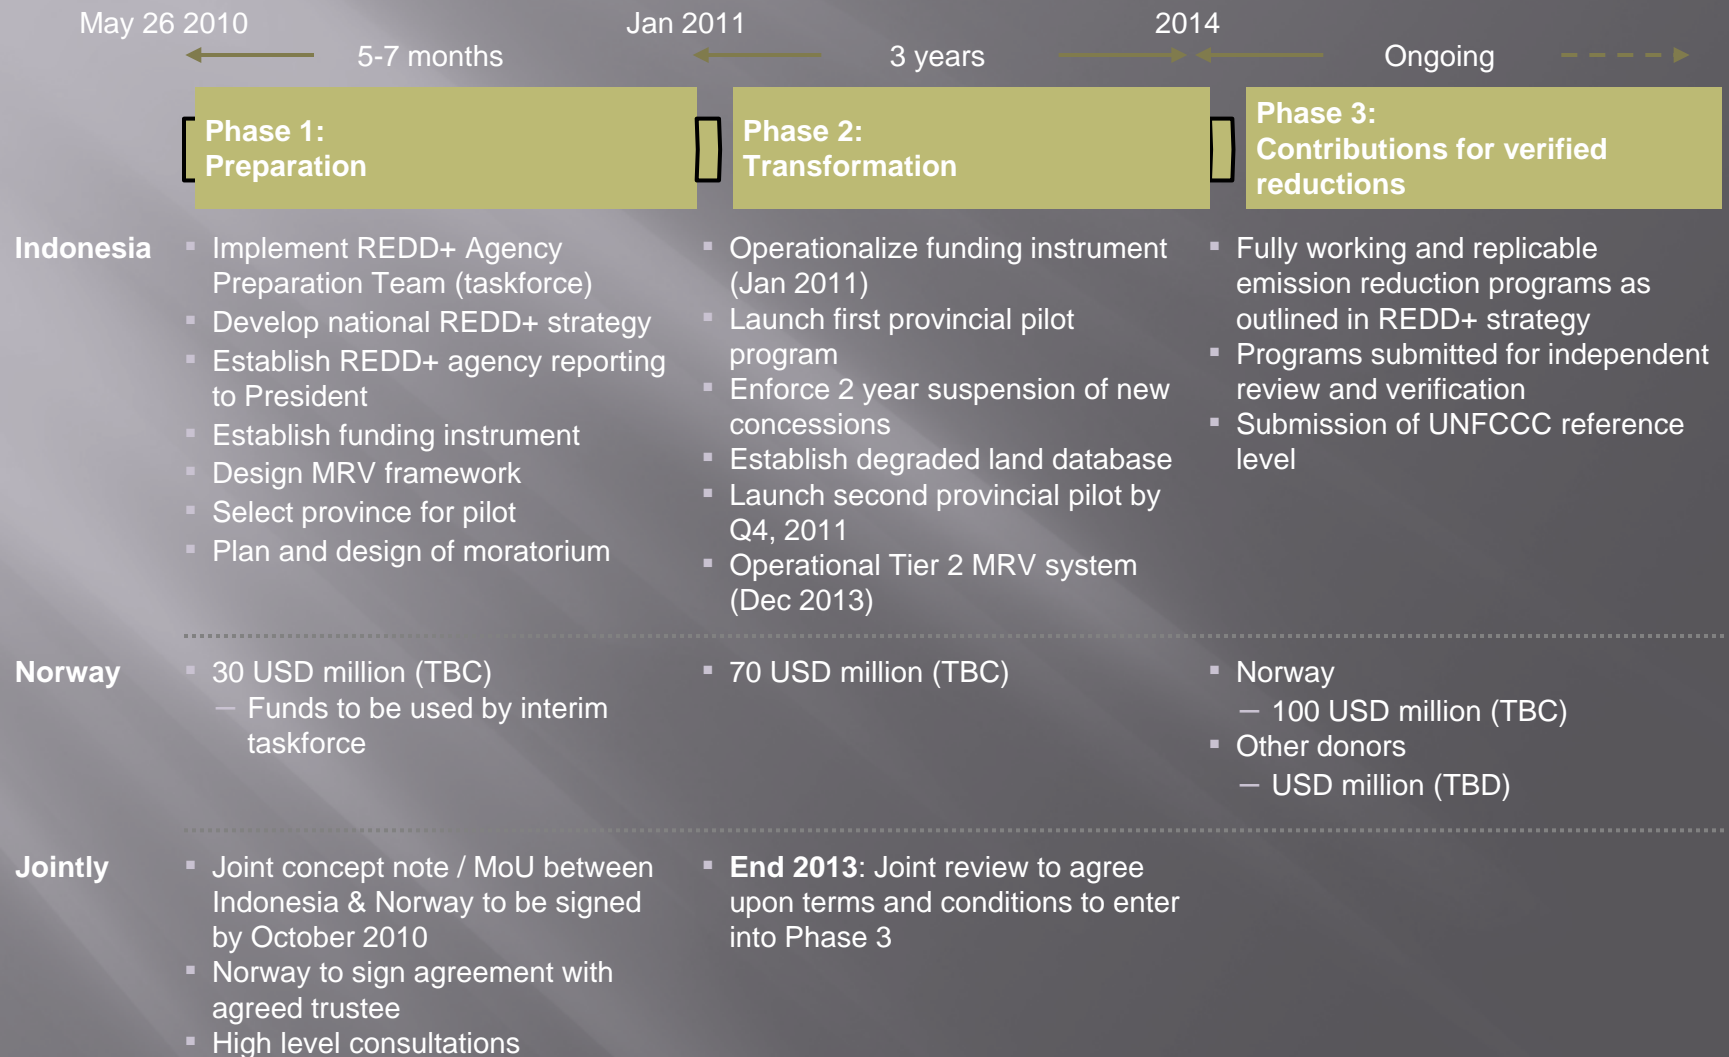 May 26 2010
Jan 2011
2014
5-7 months
3 years
Ongoing
Phase 1:
Preparation
Phase 2:
Transformation
Phase 3:
Contributions for verified
reductions
Indonesia
Implement REDD+ Agency
Preparation Team (taskforce)
Develop national REDD+ strategy
Establish REDD+ agency reporting
to President
Establish funding instrument
Design MRV framework
Select province for pilot
Plan and design of moratorium
Operationalize funding instrument
(Jan 2011)
Launch first provincial pilot
program
Enforce 2 year suspension of new
concessions
Establish degraded land database
Launch second provincial pilot by
Q4, 2011
Operational Tier 2 MRV system
(Dec 2013)
Fully working and replicable
emission reduction programs as
outlined in REDD+ strategy
Programs submitted for independent
review and verification
Submission of UNFCCC reference
level
Norway
30 USD million (TBC)
– Funds to be used by interim
taskforce
70 USD million (TBC)
Norway
– 100 USD million (TBC)
Other donors
– USD million (TBD)
Jointly
Joint concept note / MoU between
Indonesia & Norway to be signed
by October 2010
Norway to sign agreement with
agreed trustee
High level consultations
End 2013: Joint review to agree
upon terms and conditions to enter
into Phase 3